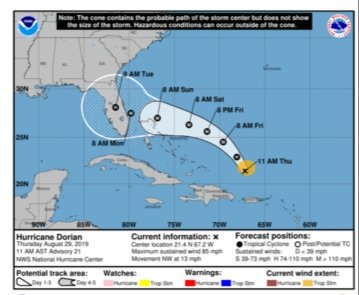 Note: The cone contains the probable path of the storm center but does not show
the size of the storm. Hazardous conditions can occur outside of the cone.
NOAA
30N
25N
20N
8 AM Tue
8 AM Sun
8 AM Sat
8 PM Fri
8 AM Fri
11 AM Thu
8 AM Mon
Bermuda
Cuba
Mexico
90W 85W 80W 75W 70W 65W 60W
Hurricane Dorian
Thursday August 29, 2019
11 AM AST Advisory 21
NWS National Hurricane Center
Current information: x
Center location 21.4 N 67.2 W
Maximum sustained wind 85 mph
Movement NW at 13 mph
Forecast positions:
Tropical Cyclone Post/Potential TC
Sustained winds: D < 39 mph
S 39-73 mph H 74-110 mph M > 110 mph
Potential track area:
Day 1-3 Day 4-5
Watches:
Hurricane Trop Stm
Warnings:
Hurricane Trop Stm
Current wind extent:
Hurricane Trop Stm